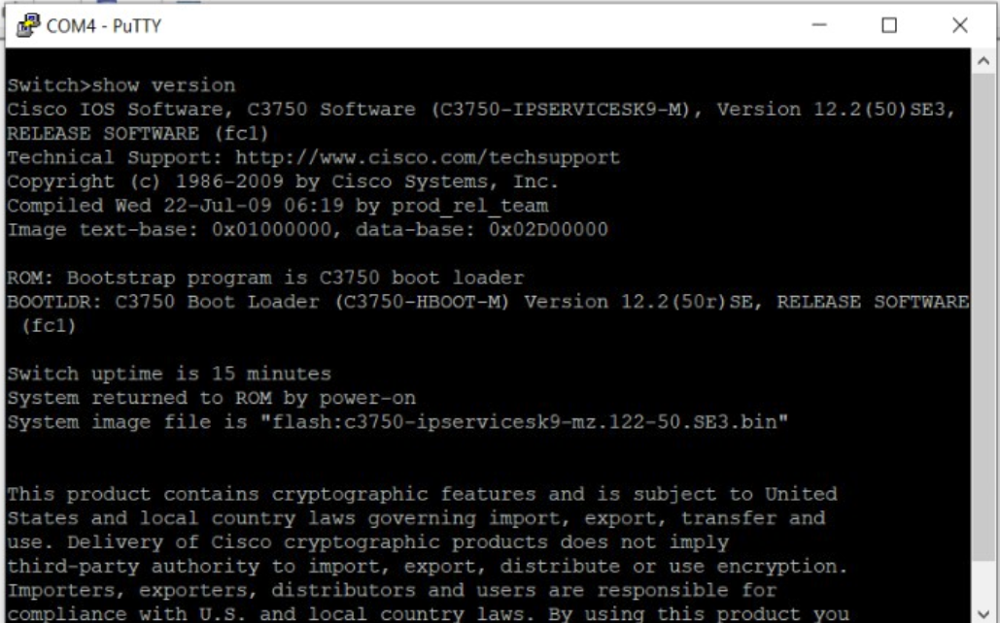 COM4 - PuTTY
Switch>show version
Cisco IOS Software, C3750 Software (C3750-IPSERVICESK9-M), Version 12.2(50)SE3,
RELEASE SOFTWARE (fc1)
Technical Support: http://www.cisco.com/techsupport
Copyright (c) 1986-2009 by Cisco Systems, Inc.
Compiled Wed 22-Jul-09 06:19 by prod_rel_team
Image text-base: 0x01000000, data-base: 0x02D00000
ROM: Bootstrap program is C3750 boot loader
BOOTLDR: C3750 Boot Loader (C3750-HBOOT-M) Version 12.2(50r)SE, RELEASE SOFTWARE
(fc1)
Switch uptime is 15 minutes
System returned to ROM by power-on
System image file is "flash:c3750-ipservicesk9-mz.122-50.SE3.bin"
This product contains cryptographic features and is subject to United
States and local country laws governing import, export, transfer and
use. Delivery of Cisco cryptographic products does not imply
third-party authority to import, export, distribute or use encryption.
Importers, exporters, distributors and users are responsible for
compliance with U.S. and local country laws. By using this product you